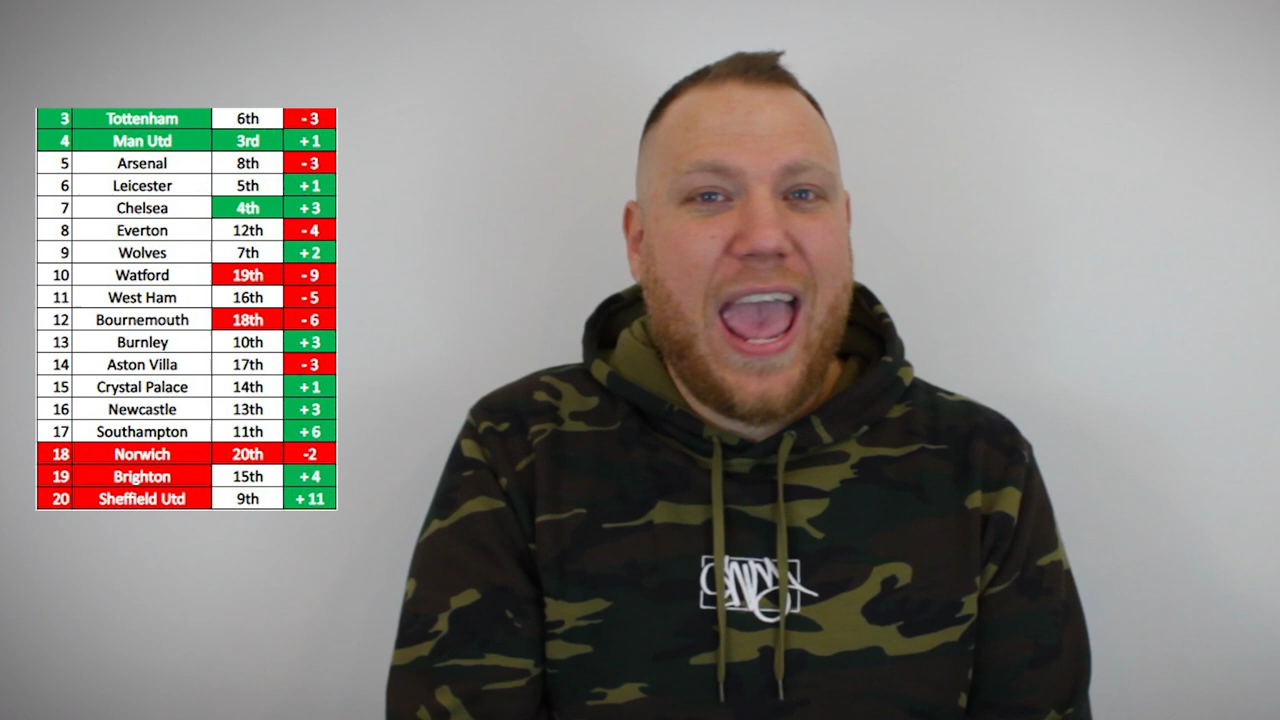 3 Tottenham 6th - 3
4 Man Utd 3rd + 1
5 Arsenal 8th - 3
6 Leicester 5th + 1
7 Chelsea 4th + 3
8 Everton 12th - 4
9 Wolves 7th + 2
10 Watford 19th - 9
11 West Ham 16th - 5
12 Bournemouth 18th - 6
13 Burnley 10th + 3
14 Aston Villa 17th - 3
15 Crystal Palace 14th + 1
16 Newcastle 13th + 3
17 Southampton 11th + 6
18 Norwich 20th -2
19 Brighton 15th + 4
20 Sheffield Utd 9th + 11